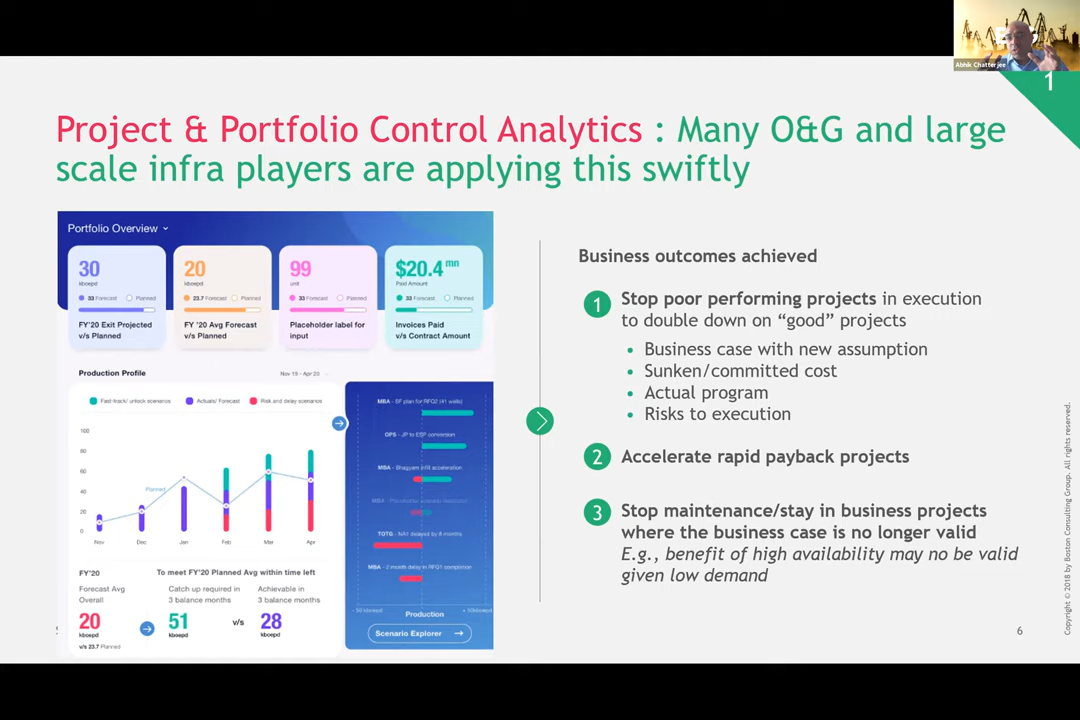 Abhik Chatterjee
1
Project & Portfolio Control Analytics : Many O&G and large
scale infra players are applying this swiftly
Portfolio Overview
30
kboepd
33 Forecast Planned
FY'20 Exit Projected
v/s Planned
20
kboepd
23.7 Forecast Planned
FY '20 Avg Forecast
v/s Planned
99
unit
33 Forecast Planned
Placeholder label for
input
$20.4 mn
Paid Amount
33 Forecast Planned
Invoices Paid
v/s Contract Amount
Production Profile
Nov 19 - Apr 20
Fast-track/ unlock scenarios
Actuals/ Forecast
Risk and delay scenarios
100
80
60
40
20
0
Planned
Nov
Dec
Jan
Feb
Mar
Apr
MBA - SF plan for RFQ2 (41 wells)
OPS - JP to ESP conversion
MBA - Bhagyam infill acceleration
TOTG - NA1 delayed by 8 months
MBA - 2 month delay in RFQ1 completion
- 50 kboepd
+ 50kboepd
Production
Scenario Explorer
FY'20
Forecast Avg
Overall
20
kboepd
v/s 23.7 Planned
To meet FY'20 Planned Avg within time left
Catch up required in
3 balance months
51
kboepd
v/s
Achievable in
3 balance months
28
kboepd
Business outcomes achieved
1
Stop poor performing projects in execution
to double down on “good” projects
• Business case with new assumption
• Sunken/committed cost
• Actual program
• Risks to execution
2
Accelerate rapid payback projects
3
Stop maintenance/stay in business projects
where the business case is no longer valid
E.g., benefit of high availability may no be valid
given low demand
6
Copyright © 2018 by Boston Consulting Group. All rights reserved.